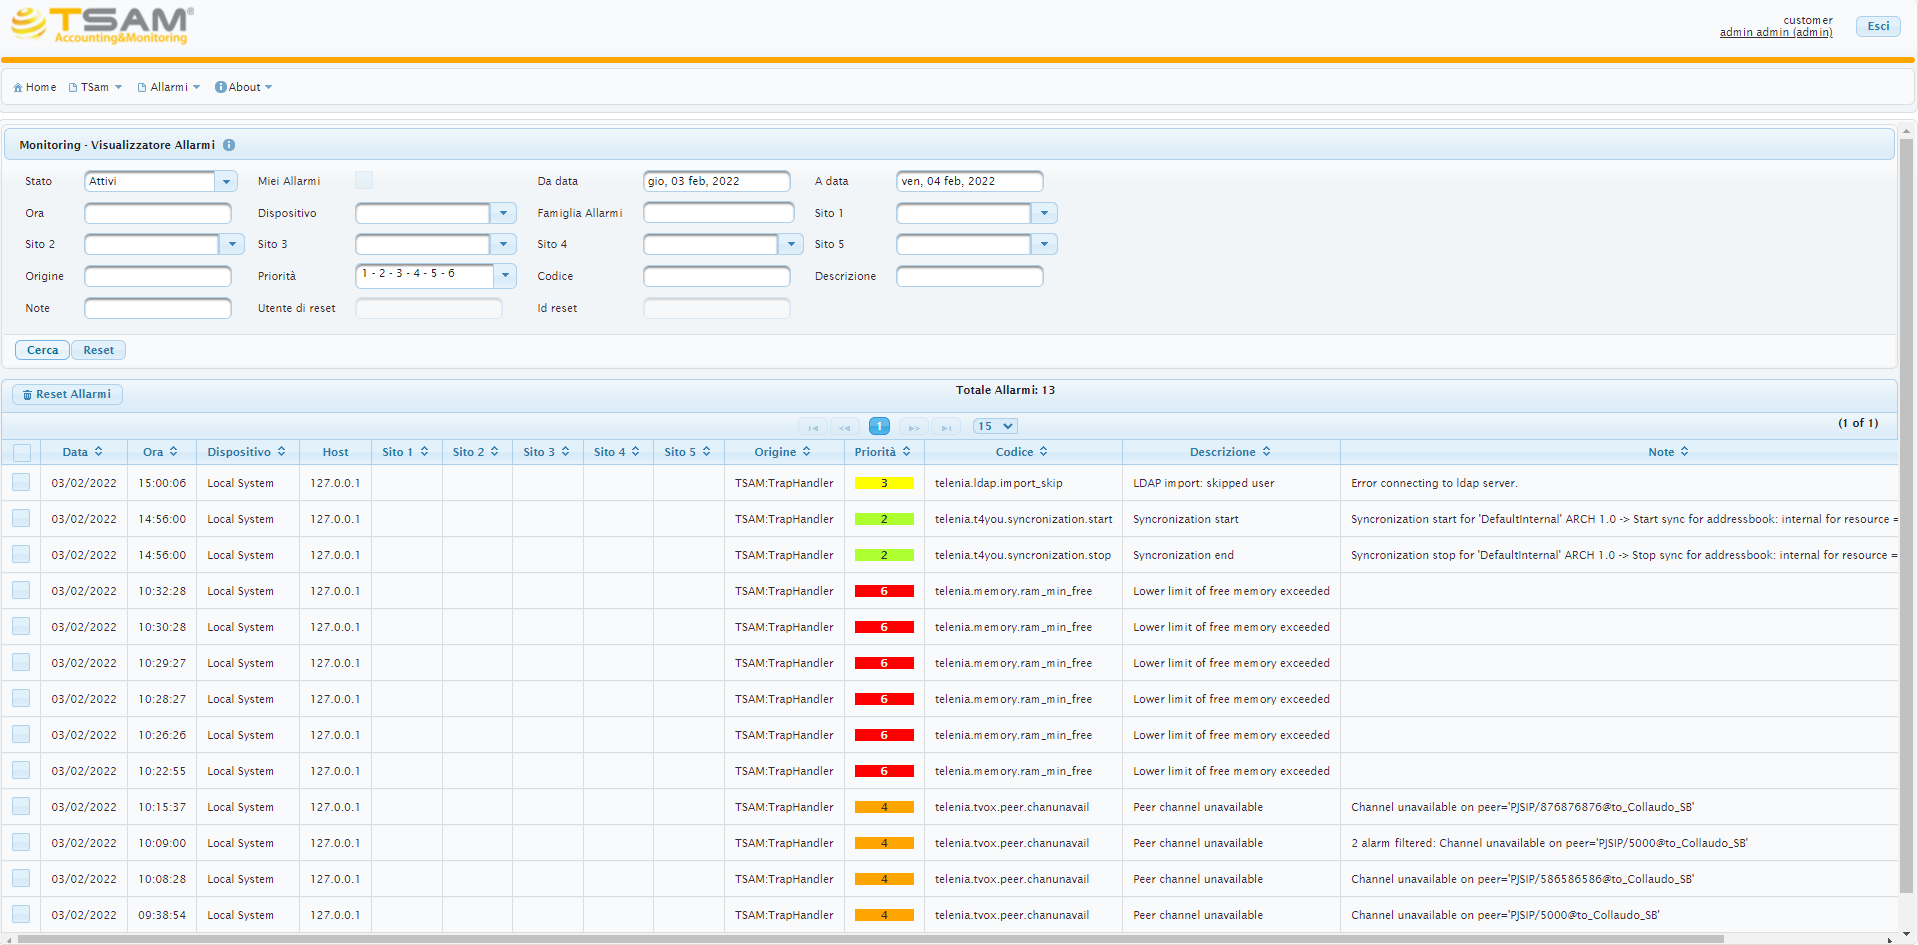 TSAM®
Accounting&Monitoring
customer
admin admin (admin)
Esci
Home TSam Allarmi About
Monitoring - Visualizzatore Allarmi
Stato Attivi Miei Allarmi Da data gio, 03 feb, 2022 A data ven, 04 feb, 2022
Ora Dispositivo Famiglia Allarmi Sito 1
Sito 2 Sito 3 Sito 4 Sito 5
Origine Priorità 1 - 2 - 3 - 4 - 5 - 6 Codice Descrizione
Note Utente di reset Id reset
Cerca Reset
Reset Allarmi Totale Allarmi: 13
1 15 (1 of 1)
Data Ora Dispositivo Host Sito 1 Sito 2 Sito 3 Sito 4 Sito 5 Origine Priorità Codice Descrizione Note
03/02/2022 15:00:06 Local System 127.0.0.1 TSAM:TrapHandler 3 telenia.ldap.import_skip LDAP import: skipped user Error connecting to ldap server.
03/02/2022 14:56:00 Local System 127.0.0.1 TSAM:TrapHandler 2 telenia.t4you.syncronization.start Syncronization start Syncronization start for 'DefaultInternal' ARCH 1.0 -> Start sync for addressbook: internal for resource =
03/02/2022 14:56:00 Local System 127.0.0.1 TSAM:TrapHandler 2 telenia.t4you.syncronization.stop Syncronization end Syncronization stop for 'DefaultInternal' ARCH 1.0 -> Stop sync for addressbook: internal for resource =
03/02/2022 10:32:28 Local System 127.0.0.1 TSAM:TrapHandler 6 telenia.memory.ram_min_free Lower limit of free memory exceeded
03/02/2022 10:30:28 Local System 127.0.0.1 TSAM:TrapHandler 6 telenia.memory.ram_min_free Lower limit of free memory exceeded
03/02/2022 10:29:27 Local System 127.0.0.1 TSAM:TrapHandler 6 telenia.memory.ram_min_free Lower limit of free memory exceeded
03/02/2022 10:28:27 Local System 127.0.0.1 TSAM:TrapHandler 6 telenia.memory.ram_min_free Lower limit of free memory exceeded
03/02/2022 10:26:26 Local System 127.0.0.1 TSAM:TrapHandler 6 telenia.memory.ram_min_free Lower limit of free memory exceeded
03/02/2022 10:22:55 Local System 127.0.0.1 TSAM:TrapHandler 6 telenia.memory.ram_min_free Lower limit of free memory exceeded
03/02/2022 10:15:37 Local System 127.0.0.1 TSAM:TrapHandler 4 telenia.tvox.peer.chanunavail Peer channel unavailable Channel unavailable on peer='PJSIP/876876876@to_Collaudo_SB'
03/02/2022 10:09:00 Local System 127.0.0.1 TSAM:TrapHandler 4 telenia.tvox.peer.chanunavail Peer channel unavailable 2 alarm filtered: Channel unavailable on peer='PJSIP/5000@to_Collaudo_SB'
03/02/2022 10:08:28 Local System 127.0.0.1 TSAM:TrapHandler 4 telenia.tvox.peer.chanunavail Peer channel unavailable Channel unavailable on peer='PJSIP/586586586@to_Collaudo_SB'
03/02/2022 09:38:54 Local System 127.0.0.1 TSAM:TrapHandler 4 telenia.tvox.peer.chanunavail Peer channel unavailable Channel unavailable on peer='PJSIP/5000@to_Collaudo_SB'